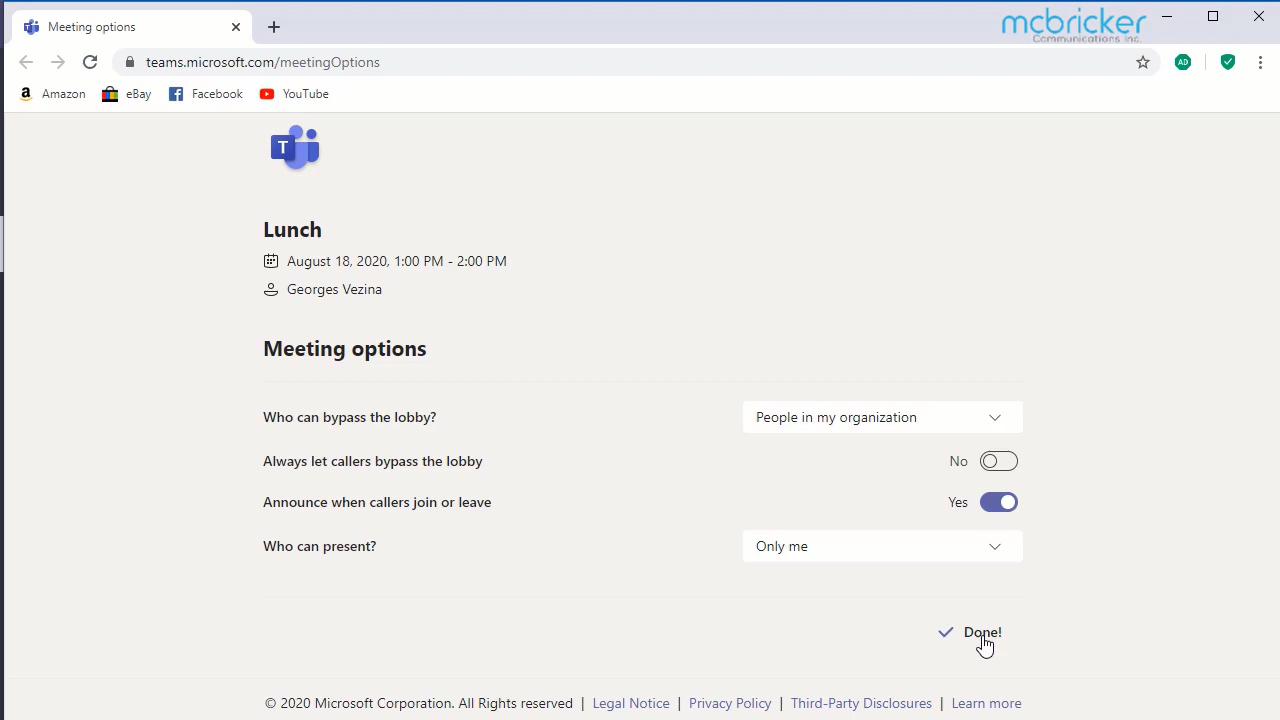 Meeting options
mcbricker
Communications Inc.
teams.microsoft.com/meetingOptions
AD
a Amazon eBay Facebook YouTube
T
Lunch
August 18, 2020, 1:00 PM - 2:00 PM
Georges Vezina
Meeting options
Who can bypass the lobby? People in my organization
Always let callers bypass the lobby No
Announce when callers join or leave Yes
Who can present? Only me
Done!
© 2020 Microsoft Corporation. All Rights reserved | Legal Notice | Privacy Policy | Third-Party Disclosures | Learn more